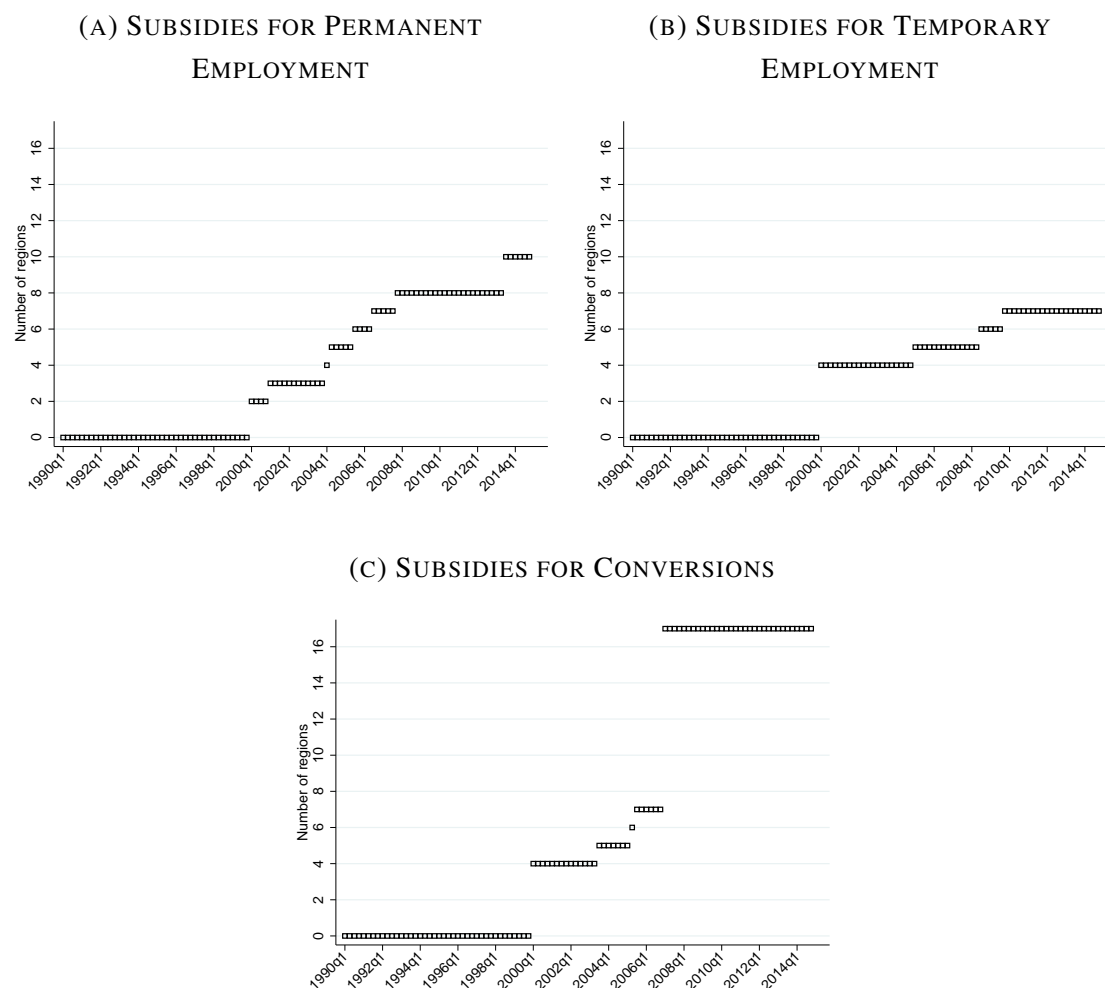 (A) SUBSIDIES FOR PERMANENT
EMPLOYMENT
Number of regions
16
14
12
10
8
6
4
2
0
1990q1
1992q1
1994q1
1996q1
1998q1
2000q1
2002q1
2004q1
2006q1
2008q1
2010q1
2012q1
2014q1
(B) SUBSIDIES FOR TEMPORARY
EMPLOYMENT
Number of regions
16
14
12
10
8
6
4
2
0
1990q1
1992q1
1994q1
1996q1
1998q1
2000q1
2002q1
2004q1
2006q1
2008q1
2010q1
2012q1
2014q1
(C) SUBSIDIES FOR CONVERSIONS
Number of regions
16
14
12
10
8
6
4
2
0
1990q1
1992q1
1994q1
1996q1
1998q1
2000q1
2002q1
2004q1
2006q1
2008q1
2010q1
2012q1
2014q1